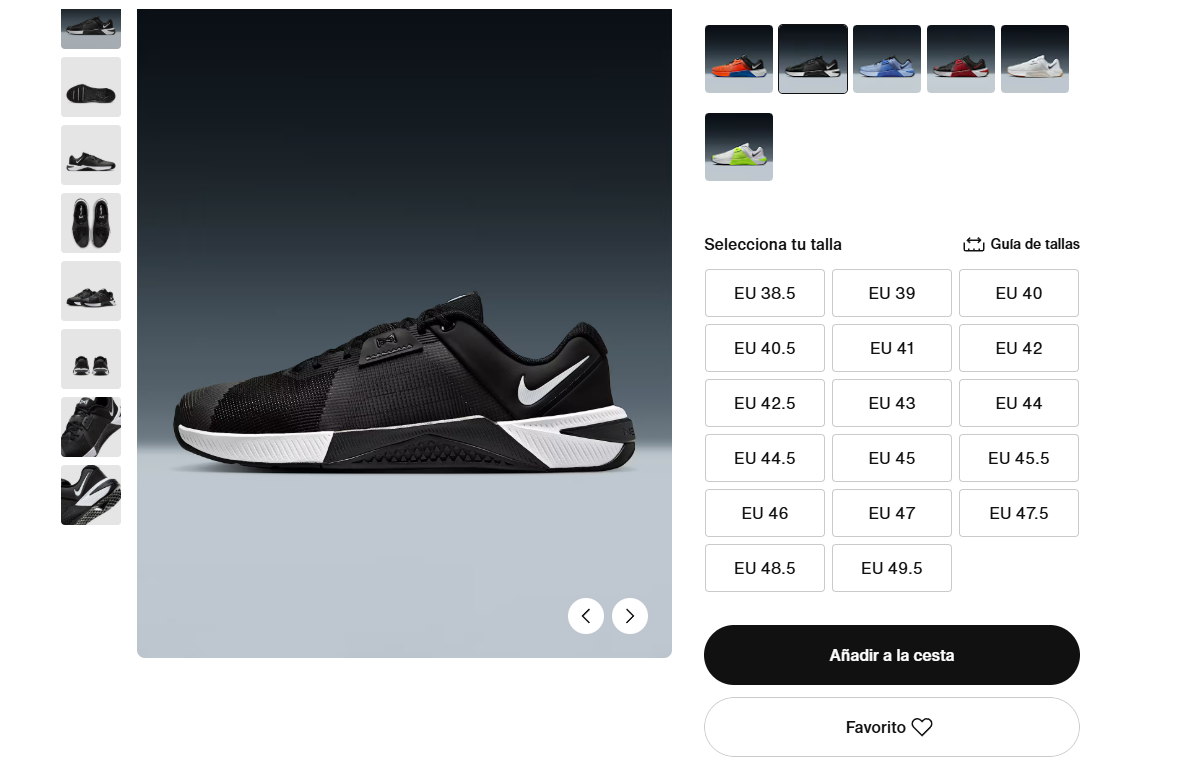 Selecciona tu talla
Guía de tallas
EU 38.5
EU 39
EU 40
EU 40.5
EU 41
EU 42
EU 42.5
EU 43
EU 44
EU 44.5
EU 45
EU 45.5
EU 46
EU 47
EU 47.5
EU 48.5
EU 49.5
Añadir a la cesta
Favorito